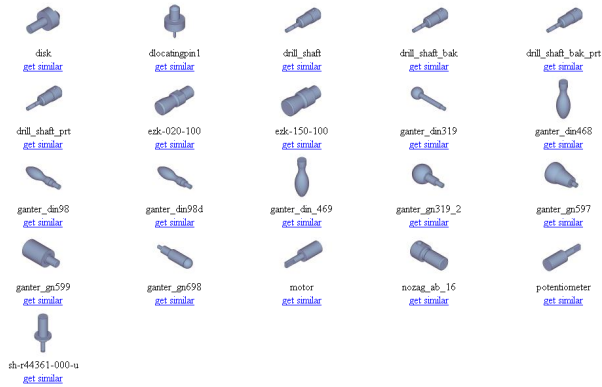 disk dlocatingpin1 drill_shaft drill_shaft_bak drill_shaft_bak_prt
get similar get similar get similar get similar get similar
drill_shaft_prt ezk-020-100 ezk-150-100 ganter_din319 ganter_din468
get similar get similar get similar get similar get similar
ganter_din98 ganter_din98d ganter_din_469 ganter_gn319_2 ganter_gn597
get similar get similar get similar get similar get similar
ganter_gn599 ganter_gn698 motor nozag_ab_16 potentiometer
get similar get similar get similar get similar get similar
sh-r44361-000-u
get similar